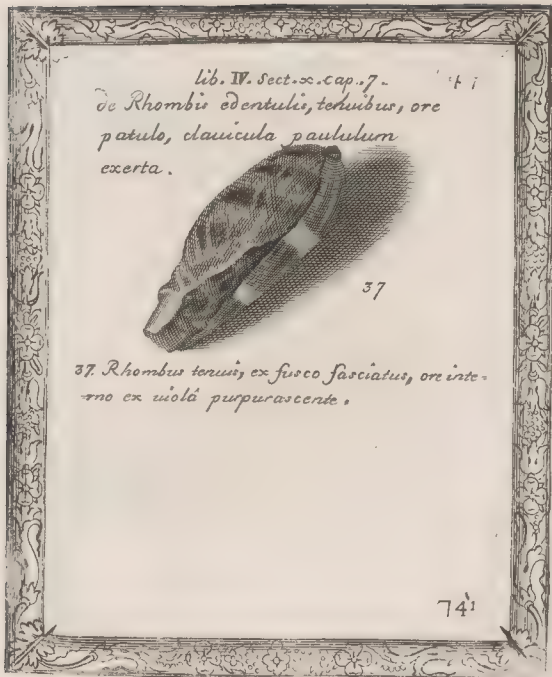 lib. IV. Sect. x. cap. 7.
de Rhombis edentulis, tenuibus, ore
patulo, clauicula paululum
exerta.
37
37. Rhombus tenuis, ex fusco fasciatus, ore inte-
rno ex uiolâ purpurascente.
741